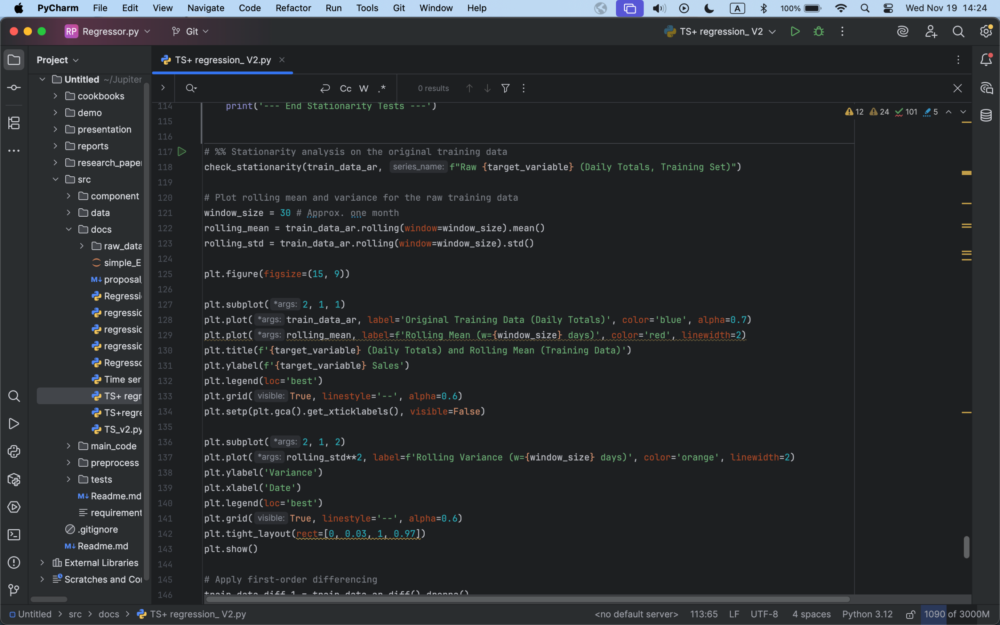 PyCharm File Edit View Navigate Code Refactor Run Tools Git Window Help A 100% Wed Nov 19 14:24
RP Regressor.py Git TS+ regression_ V2
Project
TS+ regression_ V2.py
Untitled ~/Jupiter
cookbooks
demo
presentation
reports
research_paper
src
component
data
docs
raw_data
simple_E
proposal_
Regressi
regressic
regressic
regressic
Regressc
Time ser
TS+ regr
TS+regre
TS_v2.py
main_code
preprocess
tests
Readme.md
requirement
.gitignore
Readme.md
External Libraries
Scratches and Co
Cc W .* 0 results
12 24 101 5
114 print('--- End Stationarity Tests ---')
115
116
117 # %% Stationarity analysis on the original training data
118 check_stationarity(train_data_ar, series_name: f"Raw {target_variable} (Daily Totals, Training Set)")
119
120 # Plot rolling mean and variance for the raw training data
121 window_size = 30 # Approx. one month
122 rolling_mean = train_data_ar.rolling(window=window_size).mean()
123 rolling_std = train_data_ar.rolling(window=window_size).std()
124
125 plt.figure(figsize=(15, 9))
126
127 plt.subplot( *args: 2, 1, 1)
128 plt.plot( *args: train_data_ar, label='Original Training Data (Daily Totals)', color='blue', alpha=0.7)
129 plt.plot( *args: rolling_mean, label=f'Rolling Mean (w={window_size} days)', color='red', linewidth=2)
130 plt.title(f'{target_variable} (Daily Totals) and Rolling Mean (Training Data)')
131 plt.ylabel(f'{target_variable} Sales')
132 plt.legend(loc='best')
133 plt.grid( visible: True, linestyle='--', alpha=0.6)
134 plt.setp(plt.gca().get_xticklabels(), visible=False)
135
136 plt.subplot( *args: 2, 1, 2)
137 plt.plot( *args: rolling_std**2, label=f'Rolling Variance (w={window_size} days)', color='orange', linewidth=2)
138 plt.ylabel('Variance')
139 plt.xlabel('Date')
140 plt.legend(loc='best')
141 plt.grid( visible: True, linestyle='--', alpha=0.6)
142 plt.tight_layout(rect=[0, 0.03, 1, 0.97])
143 plt.show()
144
145 # Apply first-order differencing
146 train_data_diff_1 = train_data_ar.diff().dropna()
Untitled > src > docs > TS+ regression_ V2.py <no default server> 113:65 LF UTF-8 4 spaces Python 3.12 1090 of 3000M